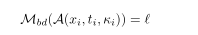 $\mathcal{M}_{bd}(\mathcal{A}(x_i, t_i, \kappa_i)) = \ell$